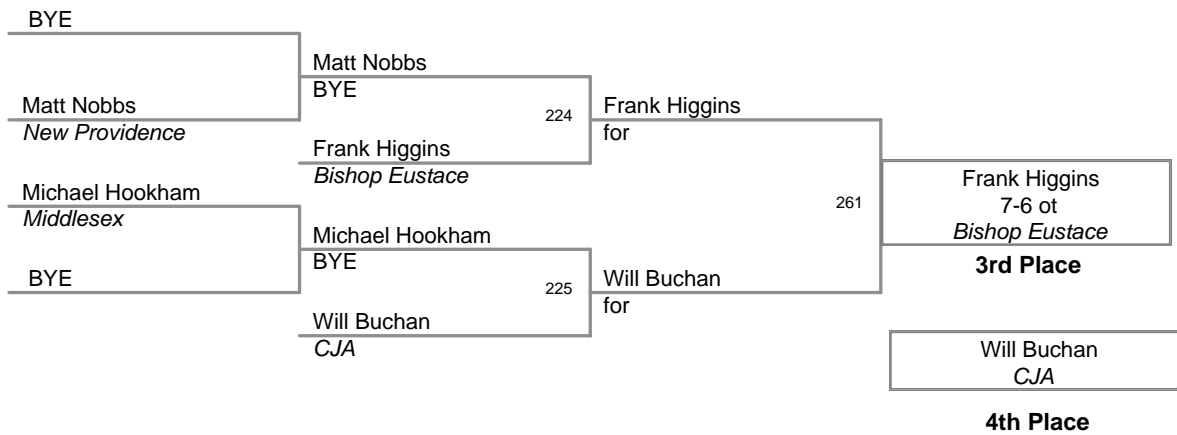 BYE
Matt Nobbs
New Providence
Michael Hookham
Middlesex
BYE
Matt Nobbs
BYE
224
Frank Higgins
Bishop Eustace
Michael Hookham
BYE
225
Will Buchan
CJA
Frank Higgins
for
261
Will Buchan
for
Frank Higgins
7-6 ot
Bishop Eustace
3rd Place
Will Buchan
CJA
4th Place